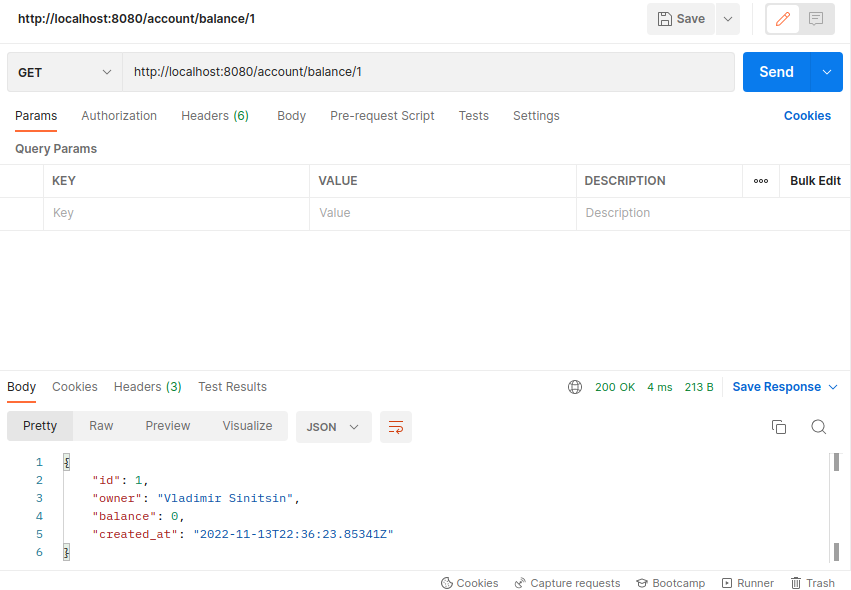 http://localhost:8080/account/balance/1
Save
GET http://localhost:8080/account/balance/1 Send
Params Authorization Headers (6) Body Pre-request Script Tests Settings Cookies
Query Params
KEY VALUE DESCRIPTION ooo Bulk Edit
Key Value Description
Body Cookies Headers (3) Test Results 200 OK 4 ms 213 B Save Response
Pretty Raw Preview Visualize JSON
1 {
2 "id": 1,
3 "owner": "Vladimir Sinitsin",
4 "balance": 0,
5 "created_at": "2022-11-13T22:36:23.85341Z"
6 }
Cookies Capture requests Bootcamp Runner Trash